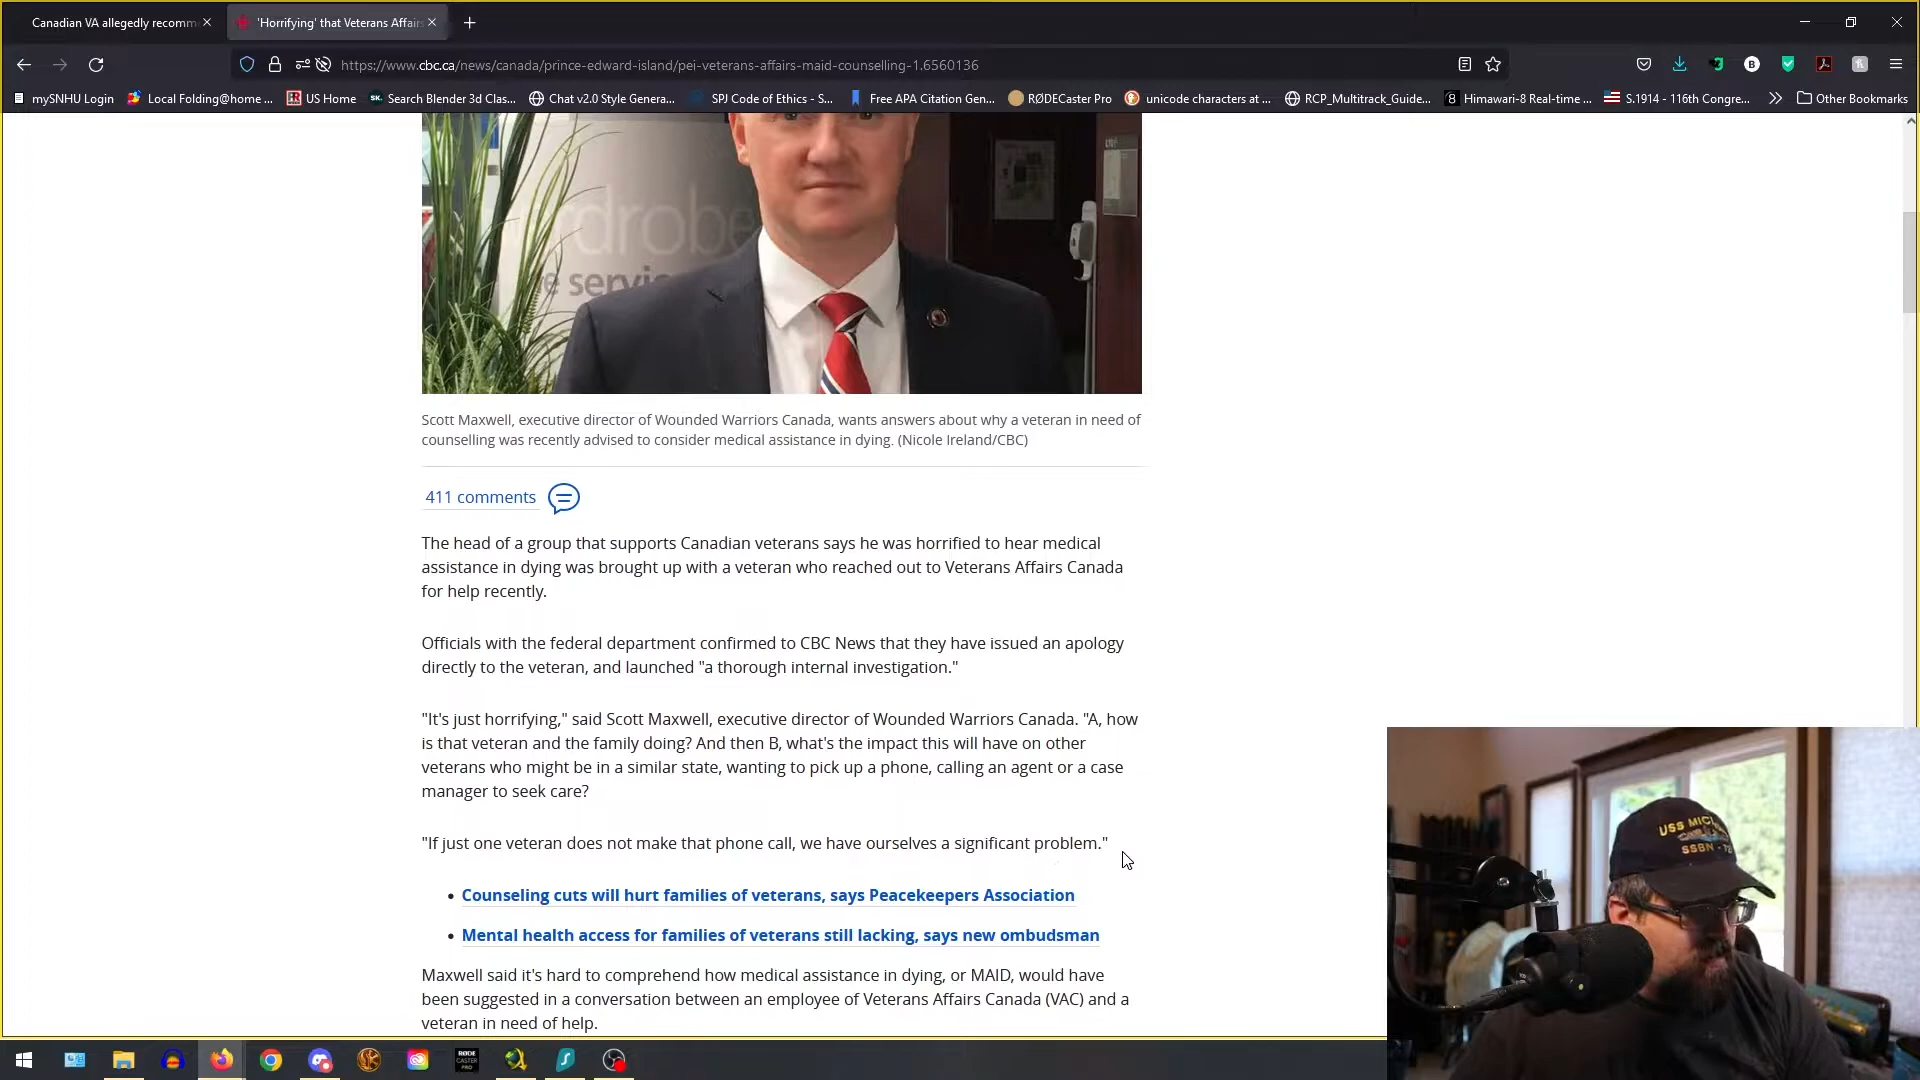 Canadian VA allegedly recomm
'Horrifying' that Veterans Affairs
https://www.cbc.ca/news/canada/prince-edward-island/pei-veterans-affairs-maid-counselling-1.6560136
mySNHU Login
Local Folding@home ...
US Home
Search Blender 3d Clas...
Chat v2.0 Style Genera...
SPJ Code of Ethics - S...
Free APA Citation Gen...
RØDECaster Pro
unicode characters at ...
RCP_Multitrack_Guide...
Himawari-8 Real-time ...
S.1914 - 116th Congre...
Other Bookmarks
drobe
e servic
Scott Maxwell, executive director of Wounded Warriors Canada, wants answers about why a veteran in need of
counselling was recently advised to consider medical assistance in dying. (Nicole Ireland/CBC)
411 comments
The head of a group that supports Canadian veterans says he was horrified to hear medical
assistance in dying was brought up with a veteran who reached out to Veterans Affairs Canada
for help recently.
Officials with the federal department confirmed to CBC News that they have issued an apology
directly to the veteran, and launched "a thorough internal investigation."
"It's just horrifying," said Scott Maxwell, executive director of Wounded Warriors Canada. "A, how
is that veteran and the family doing? And then B, what's the impact this will have on other
veterans who might be in a similar state, wanting to pick up a phone, calling an agent or a case
manager to seek care?
"If just one veteran does not make that phone call, we have ourselves a significant problem."
• Counseling cuts will hurt families of veterans, says Peacekeepers Association
• Mental health access for families of veterans still lacking, says new ombudsman
Maxwell said it's hard to comprehend how medical assistance in dying, or MAID, would have
been suggested in a conversation between an employee of Veterans Affairs Canada (VAC) and a
veteran in need of help.
USS
SSBN
RØDE
CASTER
PRO